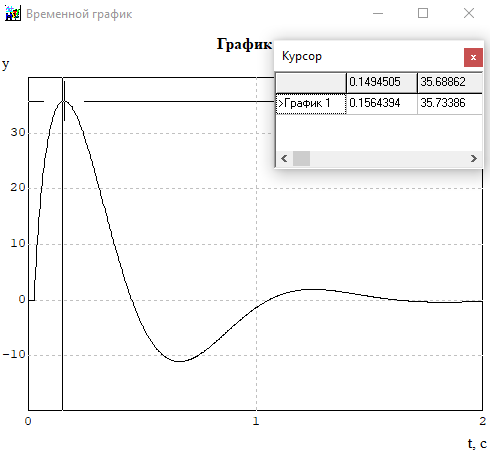 Временной график
График
y
Курсор
x
0.1494505 35.68862
>График 1 0.1564394 35.73386
30
20
10
0
-10
0 1 2
t, c